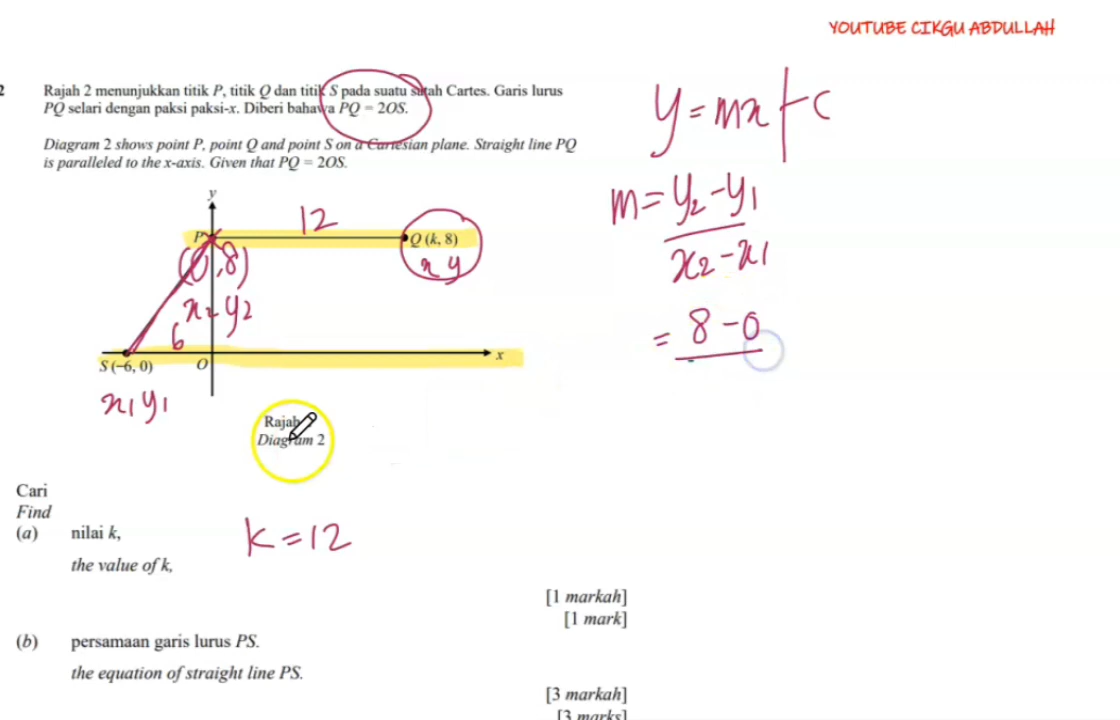 YOUTUBE CIKGU ABDULLAH
2 Rajah 2 menunjukkan titik P, titik Q dan titik S pada suatu satah Cartes. Garis lurus
PQ selari dengan paksi paksi-x. Diberi bahawa PQ = 2OS.
Diagram 2 shows point P, point Q and point S on a Cartesian plane. Straight line PQ
is paralleled to the x-axis. Given that PQ = 2OS.
y = mx + c
m = y2 - y1
x2 - x1
= 8 - 0
y
12
P
Q (k, 8)
(0, 8)
x y
x2 y2
6
x
S (-6, 0)
O
x1 y1
Rajah
Diagram 2
Cari
Find
(a) nilai k,
k = 12
the value of k,
[1 markah]
[1 mark]
(b) persamaan garis lurus PS.
the equation of straight line PS.
[3 markah]
[3 marks]